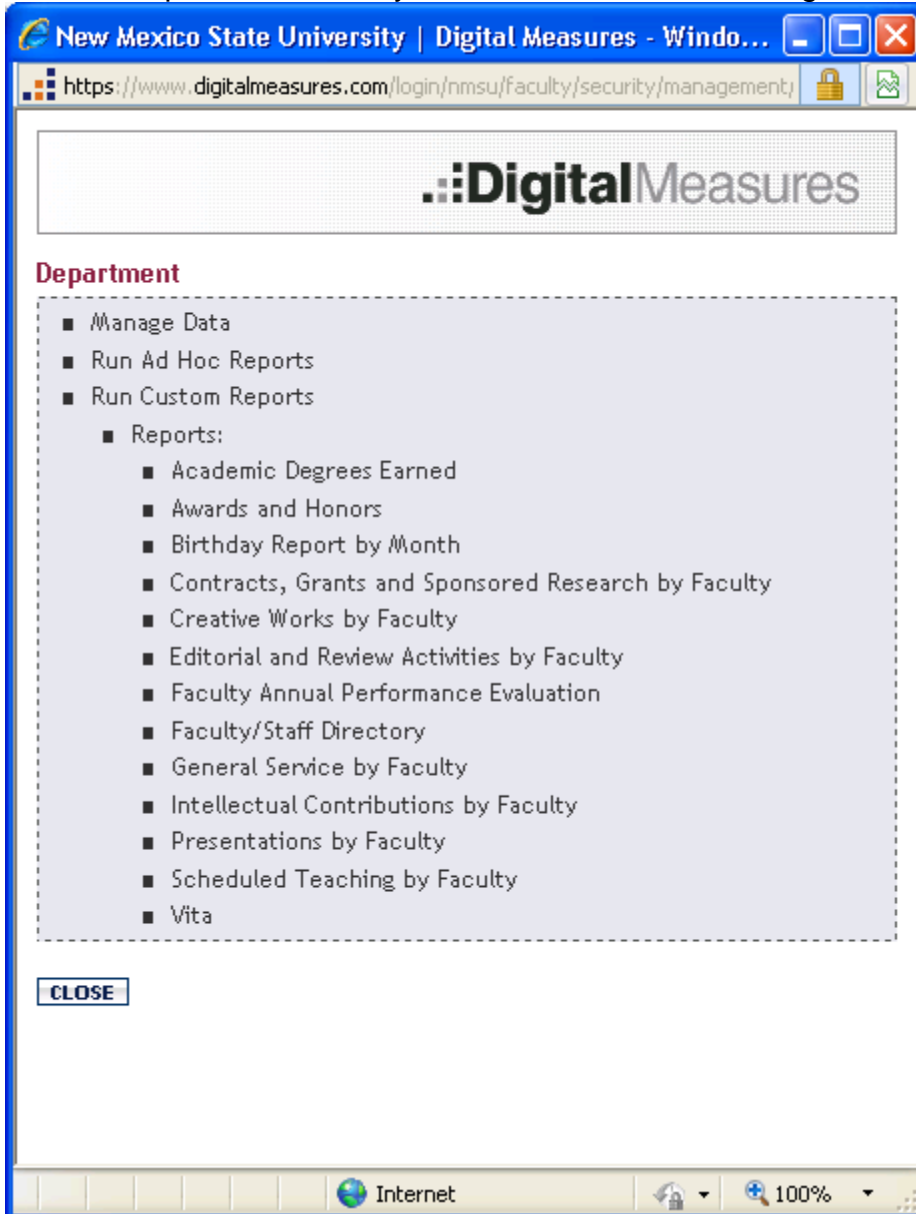 New Mexico State University | Digital Measures - Windo...
https://www.digitalmeasures.com/login/nmsu/faculty/security/management/
.:DigitalMeasures
Department
Manage Data
Run Ad Hoc Reports
Run Custom Reports
Reports:
Academic Degrees Earned
Awards and Honors
Birthday Report by Month
Contracts, Grants and Sponsored Research by Faculty
Creative Works by Faculty
Editorial and Review Activities by Faculty
Faculty Annual Performance Evaluation
Faculty/Staff Directory
General Service by Faculty
Intellectual Contributions by Faculty
Presentations by Faculty
Scheduled Teaching by Faculty
Vita
CLOSE
Internet
100%